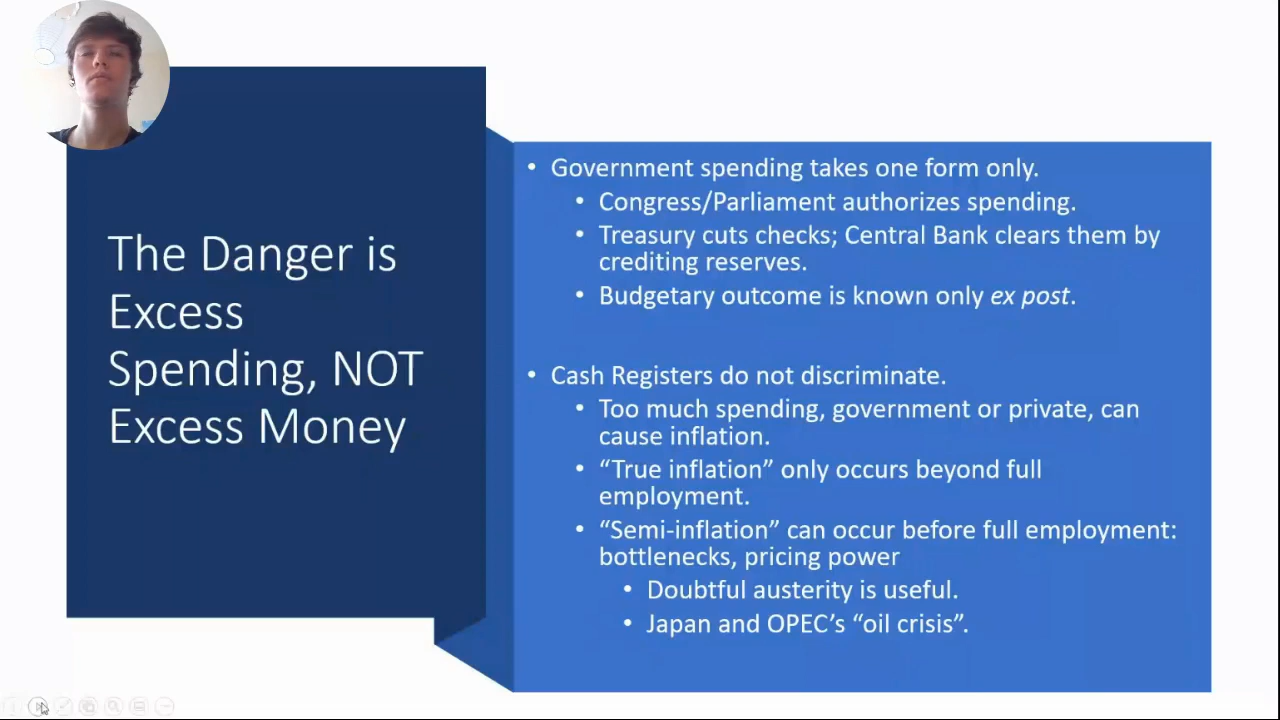 The Danger is
Excess
Spending, NOT
Excess Money
• Government spending takes one form only.
• Congress/Parliament authorizes spending.
• Treasury cuts checks; Central Bank clears them by
crediting reserves.
• Budgetary outcome is known only ex post.
• Cash Registers do not discriminate.
• Too much spending, government or private, can
cause inflation.
• “True inflation” only occurs beyond full
employment.
• “Semi-inflation” can occur before full employment:
bottlenecks, pricing power
• Doubtful austerity is useful.
• Japan and OPEC’s “oil crisis”.